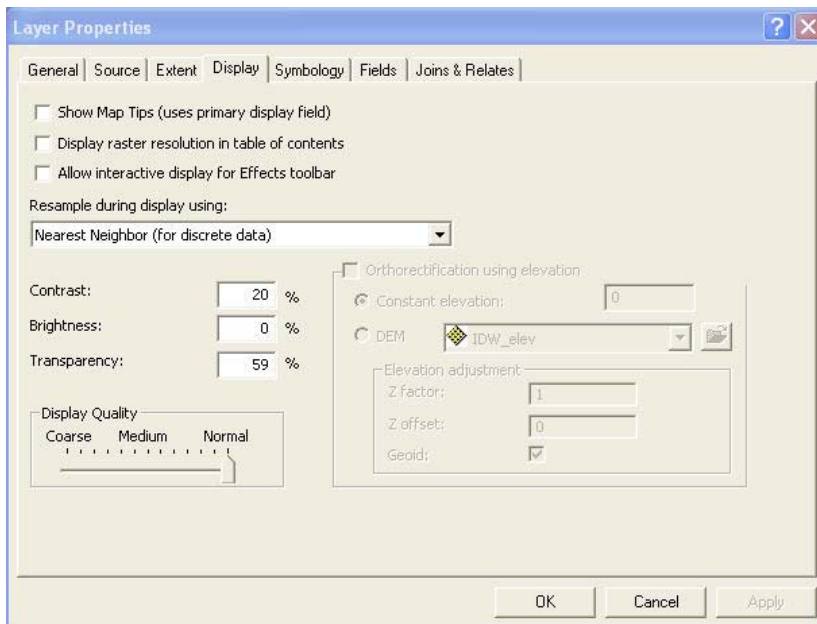 Layer Properties
General Source Extent Display Symbology Fields Joins & Relates
Show Map Tips (uses primary display field)
Display raster resolution in table of contents
Allow interactive display for Effects toolbar
Resample during display using:
Nearest Neighbor (for discrete data)
Contrast: 20 %
Brightness: 0 %
Transparency: 59 %
Display Quality
Coarse Medium Normal
Orthorectification using elevation
Constant elevation: 0
DEM IDW_elev
Elevation adjustment
Z factor: 1
Z offset: 0
Geoid:
OK Cancel Apply